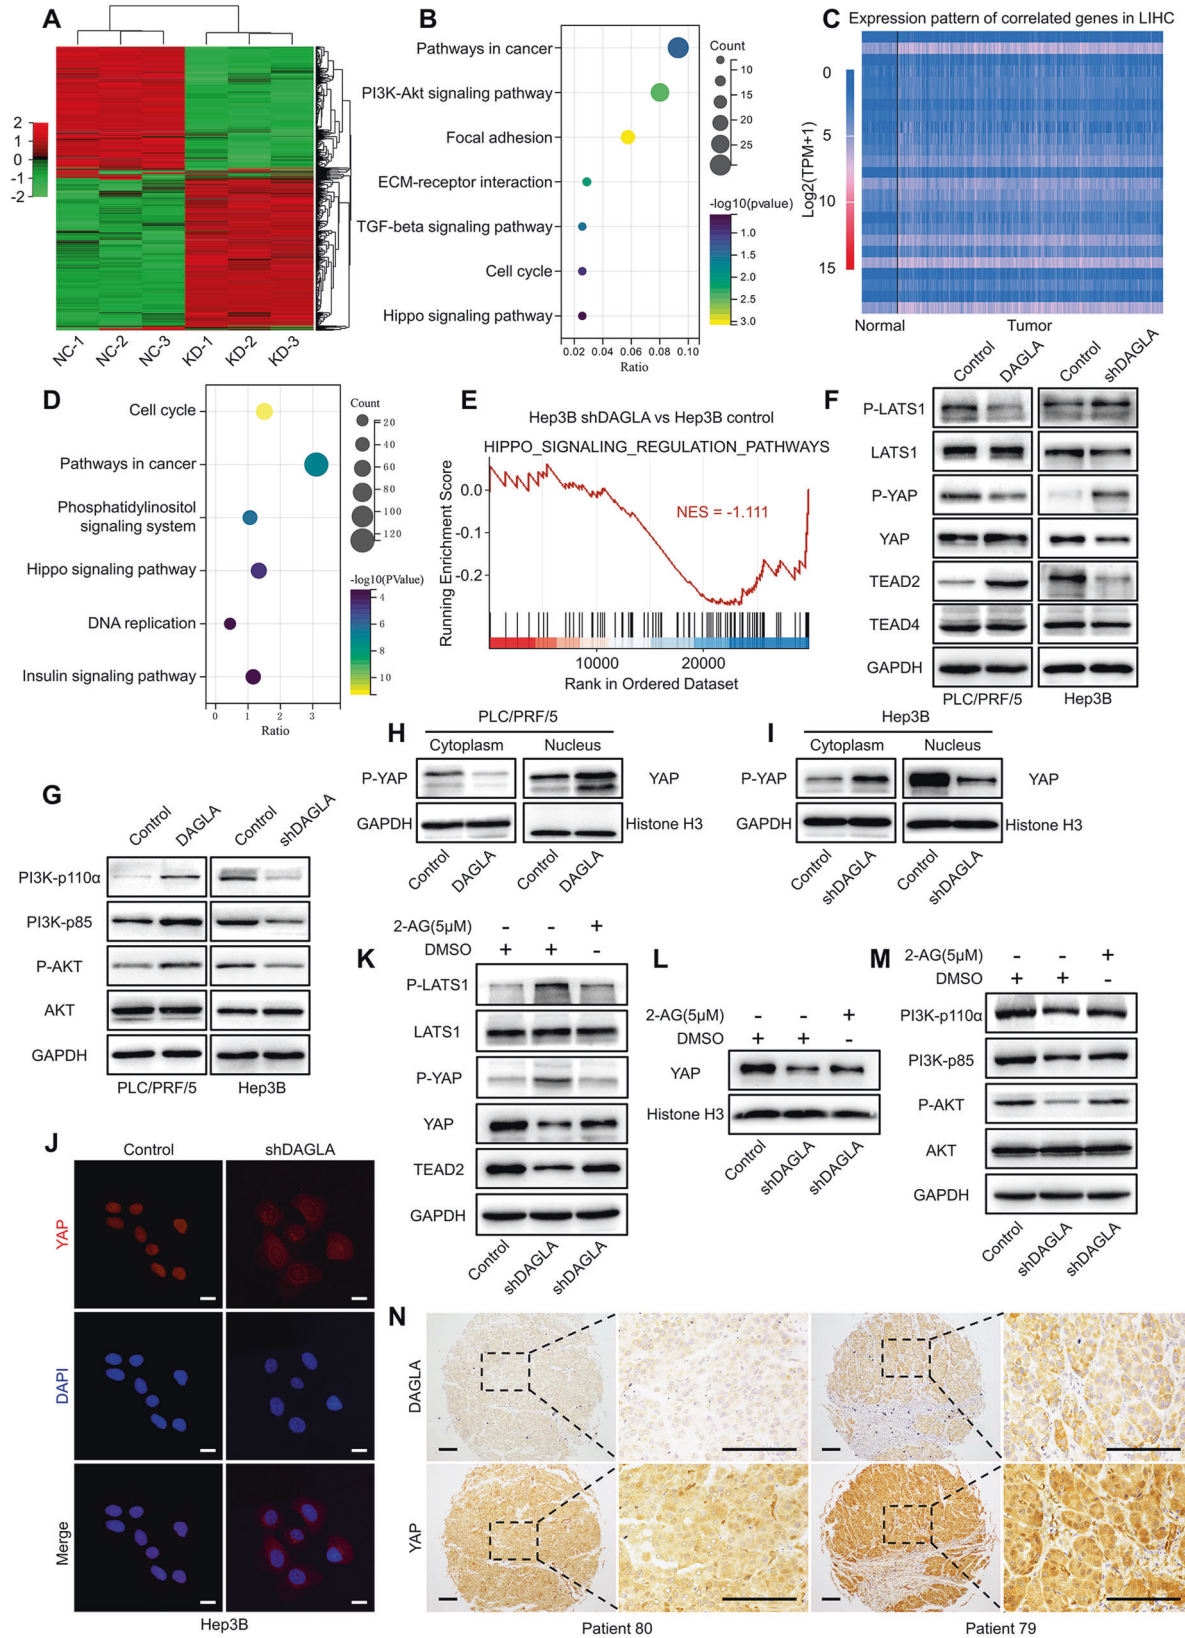 A
NC-1
NC-2
NC-3
KD-1
KD-2
KD-3
2
1
0
-1
-2
B
Pathways in cancer
PI3K-Akt signaling pathway
Focal adhesion
ECM-receptor interaction
TGF-beta signaling pathway
Cell cycle
Hippo signaling pathway
0.02 0.04 0.06 0.08 0.10
Ratio
Count
10
15
20
25
-log10(pvalue)
1.0
1.5
2.0
2.5
3.0
C
Expression pattern of correlated genes in LIHC
0
5
10
15
Log2(TPM+1)
Normal
Tumor
D
Cell cycle
Pathways in cancer
Phosphatidylinositol
signaling system
Hippo signaling pathway
DNA replication
Insulin signaling pathway
0 1 2 3
Ratio
Count
20
40
60
80
100
120
-log10(PValue)
4
6
8
10
E
Hep3B shDAGLA vs Hep3B control
HIPPO_SIGNALING_REGULATION_PATHWAYS
NES = -1.111
Running Enrichment Score
0.0
-0.1
-0.2
10000 20000
Rank in Ordered Dataset
F
Control DAGLA Control shDAGLA
P-LATS1
LATS1
P-YAP
YAP
TEAD2
TEAD4
GAPDH
PLC/PRF/5 Hep3B
G
Control DAGLA Control shDAGLA
PI3K-p110α
PI3K-p85
P-AKT
AKT
GAPDH
PLC/PRF/5 Hep3B
H
PLC/PRF/5
Cytoplasm Nucleus
P-YAP YAP
GAPDH Histone H3
Control DAGLA Control DAGLA
I
Hep3B
Cytoplasm Nucleus
P-YAP YAP
GAPDH Histone H3
Control shDAGLA Control shDAGLA
J
Control shDAGLA
YAP
DAPI
Merge
Hep3B
K
2-AG(5μM) - - +
DMSO + + -
P-LATS1
LATS1
P-YAP
YAP
TEAD2
GAPDH
Control shDAGLA shDAGLA
L
2-AG(5μM) - - +
DMSO + + -
YAP
Histone H3
Control shDAGLA shDAGLA
M
2-AG(5μM) - - +
DMSO + + -
PI3K-p110α
PI3K-p85
P-AKT
AKT
GAPDH
Control shDAGLA shDAGLA
N
DAGLA
YAP
Patient 80 Patient 79